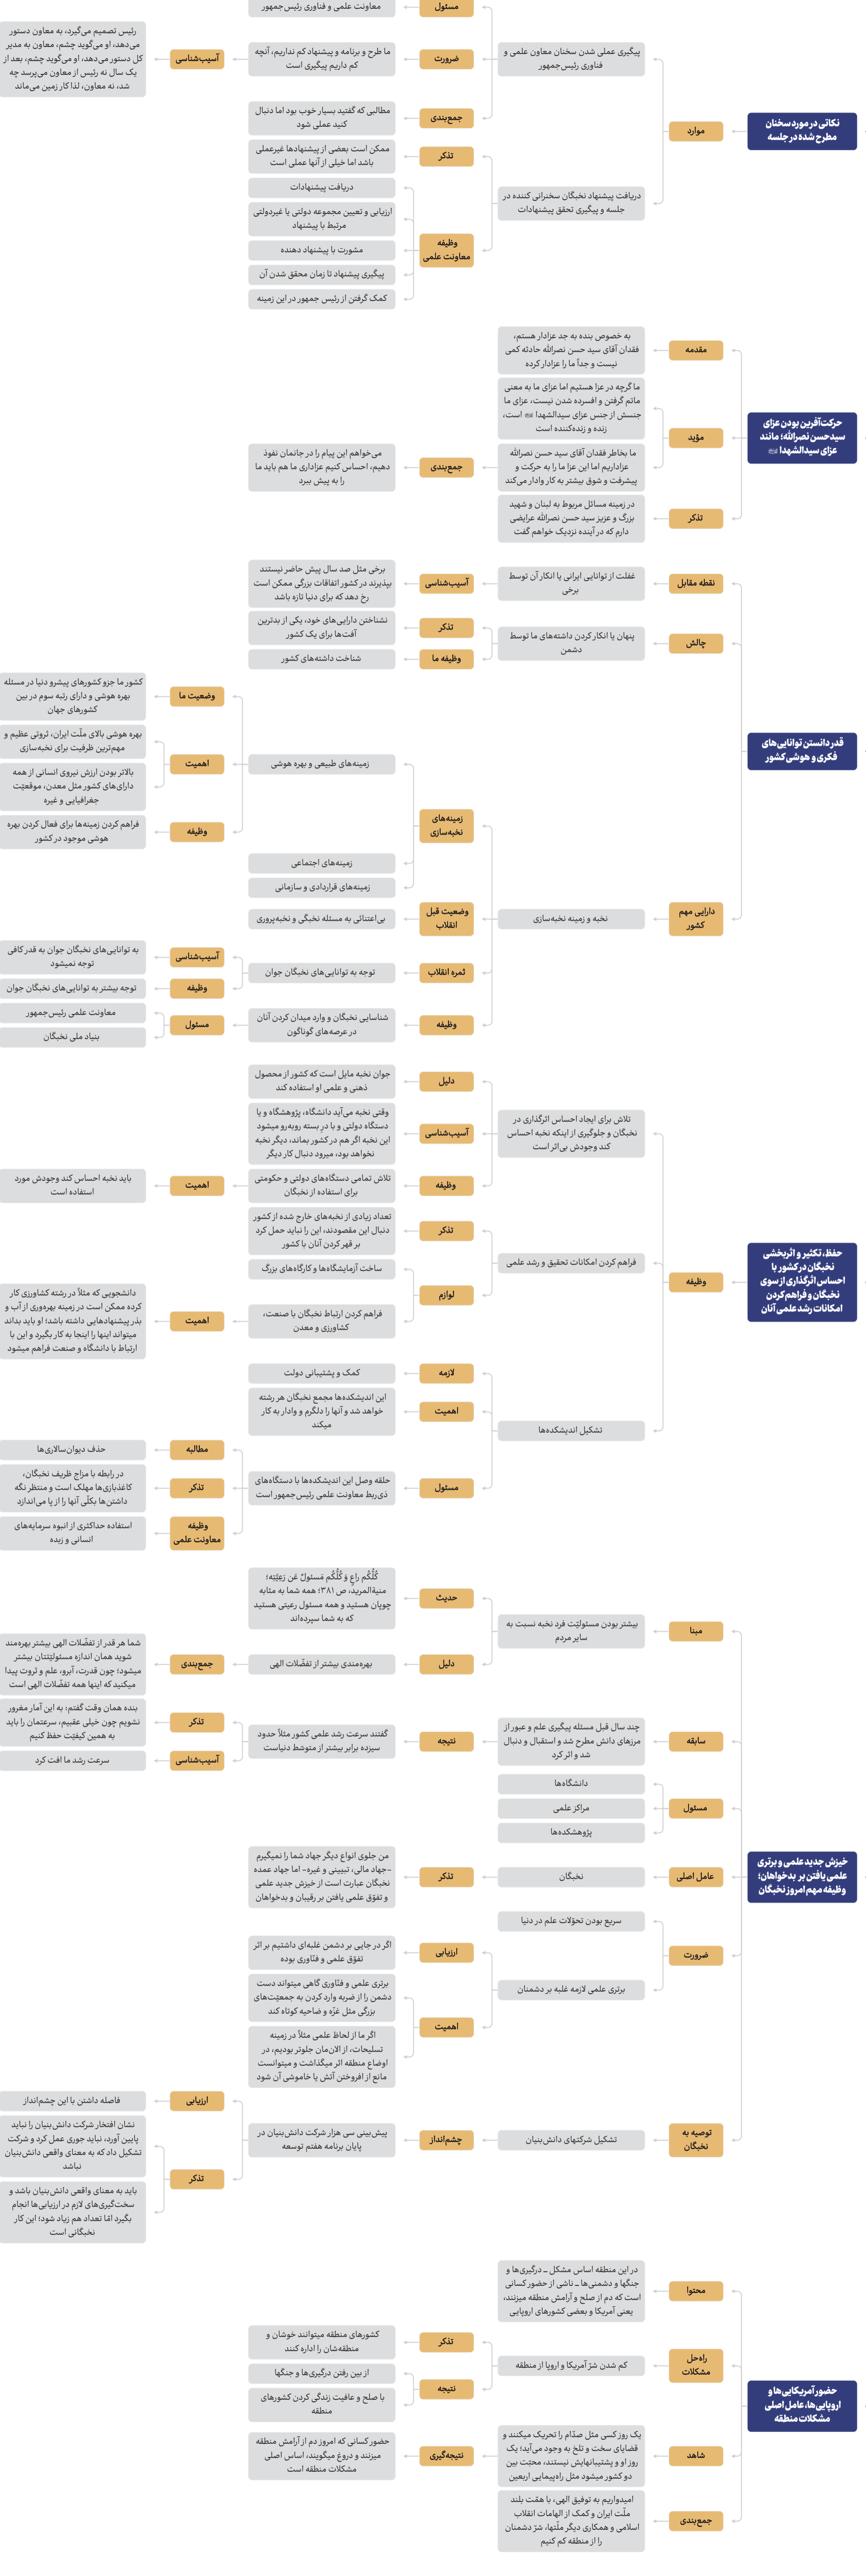 نکاتی در مورد سخنان
مطرح شده در جلسه
موارد
پیگیری عملی شدن سخنان معاون علمی و
فناوری رئیس‌جمهور
مسئول
معاونت علمی و فناوری رئیس‌جمهور
ضرورت
ما طرح و برنامه و پیشنهاد کم نداریم، آنچه
کم داریم پیگیری است
آسیب‌شناسی
رئیس تصمیم می‌گیرد، به معاون دستور
می‌دهد، او می‌گوید چشم، معاون به مدیر
کل دستور می‌دهد، او می‌گوید چشم، بعد از
یک سال نه رئیس از معاون می‌پرسد چه
شد، نه معاون، لذا کار زمین می‌ماند
جمع‌بندی
مطالبی که گفتید بسیار خوب بود اما دنبال
کنید عملی شود
دریافت پیشنهاد نخبگان سخنرانی کننده در
جلسه و پیگیری تحقق پیشنهادات
تذکر
ممکن است بعضی از پیشنهادها غیرعملی
باشد اما خیلی از آنها عملی است
وظیفه
معاونت علمی
دریافت پیشنهادات
ارزیابی و تعیین مجموعه دولتی یا غیردولتی
مرتبط با پیشنهاد
مشورت با پیشنهاد دهنده
پیگیری پیشنهاد تا زمان محقق شدن آن
کمک گرفتن از رئیس جمهور در این زمینه
حرکت‌آفرین بودن عزای
سیدحسن نصرالله؛ مانند
عزای سیدالشهدا
مقدمه
به خصوص بنده به جد عزادار هستم،
فقدان آقای سید حسن نصرالله حادثه کمی
نیست و جداً ما را عزادار کرده
مؤید
ما گرچه در عزا هستیم اما عزای ما به معنی
ماتم گرفتن و افسرده شدن نیست، عزای ما
جنسش از جنس عزای سیدالشهدا است،
زنده و زنده‌کننده است
ما بخاطر فقدان آقای سید حسن نصرالله
عزاداریم اما این عزا ما را به حرکت و
پیشرفت و شوق بیشتر به کار وادار می‌کند
جمع‌بندی
می‌خواهم این پیام را در جانمان نفوذ
دهیم، احساس کنیم عزاداری ما هم باید ما
را به پیش ببرد
تذکر
در زمینه مسائل مربوط به لبنان و شهید
بزرگ و عزیز سید حسن نصرالله عرایضی
دارم که در آینده نزدیک خواهم گفت
قدر دانستن توانایی‌های
فکری و هوشی کشور
نقطه مقابل
غفلت از توانایی ایرانی یا انکار آن توسط
برخی
آسیب‌شناسی
برخی مثل صد سال پیش حاضر نیستند
بپذیرند در کشور اتفاقات بزرگی ممکن است
رخ دهد که برای دنیا تازه باشد
چالش
پنهان یا انکار کردن داشته‌های ما توسط
دشمن
تذکر
نشناختن دارایی‌های خود، یکی از بدترین
آفت‌ها برای یک کشور
وظیفه ما
شناخت داشته‌های کشور
دارایی مهم
کشور
نخبه و زمینه نخبه‌سازی
زمینه‌های
نخبه‌سازی
زمینه‌های طبیعی و بهره هوشی
وضعیت ما
کشور ما جزو کشورهای پیشرو دنیا در مسئله
بهره هوشی و دارای رتبه سوم در بین
کشورهای جهان
اهمیت
بهره هوشی بالای ملّت ایران، ثروتی عظیم و
مهم‌ترین ظرفیت برای نخبه‌سازی
بالاتر بودن ارزش نیروی انسانی از همه
دارای‌های کشور مثل معدن، موقعیّت
جغرافیایی و غیره
وظیفه
فراهم کردن زمینه‌ها برای فعال کردن بهره
هوشی موجود در کشور
زمینه‌های اجتماعی
زمینه‌های قراردادی و سازمانی
وضعیت قبل
انقلاب
بی‌اعتنائی به مسئله نخبگی و نخبه‌پروری
ثمره انقلاب
توجه به توانایی‌های نخبگان جوان
آسیب‌شناسی
به توانایی‌های نخبگان جوان به قدر کافی
توجه نمیشود
وظیفه
توجه بیشتر به توانایی‌های نخبگان جوان
وظیفه
شناسایی نخبگان و وارد میدان کردن آنان
در عرصه‌های گوناگون
مسئول
معاونت علمی رئیس‌جمهور
بنیاد ملی نخبگان
حفظ، تکثیر و اثربخشی
نخبگان در کشور با
احساس اثرگذاری از سوی
نخبگان و فراهم کردن
امکانات رشد علمی آنان
وظیفه
تلاش برای ایجاد احساس اثرگذاری در
نخبگان و جلوگیری از اینکه نخبه احساس
کند وجودش بی‌اثر است
دلیل
جوان نخبه مایل است که کشور از محصول
ذهنی و علمی او استفاده کند
آسیب‌شناسی
وقتی نخبه می‌آید دانشگاه، پژوهشگاه و یا
دستگاه دولتی و با درِ بسته روبه‌رو میشود
این نخبه اگر هم در کشور بماند، دیگر نخبه
نخواهد بود، میرود دنبال کار دیگر
وظیفه
تلاش تمامی دستگاه‌های دولتی و حکومتی
برای استفاده از نخبگان
اهمیت
باید نخبه احساس کند وجودش مورد
استفاده است
فراهم کردن امکانات تحقیق و رشد علمی
تذکر
تعداد زیادی از نخبه‌های خارج شده از کشور
دنبال این مقصودند، این را نباید حمل کرد
بر قهر کردن آنان با کشور
لوازم
ساخت آزمایشگاه‌ها و کارگاه‌های بزرگ
فراهم کردن ارتباط نخبگان با صنعت،
کشاورزی و معدن
اهمیت
دانشجویی که مثلاً در رشته کشاورزی کار
کرده ممکن است در زمینه بهره‌وری از آب و
بذر پیشنهادهایی داشته باشد؛ او باید بداند
میتواند اینها را اینجا به کار بگیرد و این با
ارتباط با دانشگاه و صنعت فراهم میشود
تشکیل اندیشکده‌ها
لازمه
کمک و پشتیبانی دولت
اهمیت
این اندیشکده‌ها مجمع نخبگان هر رشته
خواهد شد و آنها را دلگرم و وادار به کار
میکند
مسئول
حلقه وصل این اندیشکده‌ها با دستگاه‌های
ذی‌ربط معاونت علمی رئیس‌جمهور است
مطالبه
حذف دیوان‌سالاری‌ها
تذکر
در رابطه با مزاج ظریف نخبگان،
کاغذبازی‌ها مهلک است و منتظر نگه
داشتن‌ها بکلّی آنها را از پا می‌اندازد
وظیفه
معاونت علمی
استفاده حداکثری از انبوه سرمایه‌های
انسانی و زبده
خیزش جدید علمی و برتری
علمی یافتن بر بدخواهان؛
وظیفه مهم امروز نخبگان
مبنا
بیشتر بودن مسئولیّت فرد نخبه نسبت به
سایر مردم
حدیث
کُلُّکُم راعٍ وَ کُلُّکُم مَسئولٌ عَن رَعِیَّتِه؛
منیةالمرید، ص ۳۸۱؛ همه شما به مثابه
چوپان هستید و همه مسئول رعیتی هستید
که به شما سپرده‌اند
دلیل
بهره‌مندی بیشتر از تفضّلات الهی
جمع‌بندی
شما هر قدر از تفضّلات الهی بیشتر بهره‌مند
شوید همان اندازه مسئولیّتتان بیشتر
میشود؛ چون قدرت، آبرو، علم و ثروت پیدا
میکنید که اینها همه تفضّلات الهی است
سابقه
چند سال قبل مسئله پیگیری علم و عبور از
مرزهای دانش مطرح شد و استقبال و دنبال
شد و اثر کرد
نتیجه
گفتند سرعت رشد علمی کشور مثلاً حدود
سیزده برابر بیشتر از متوسّط دنیاست
تذکر
بنده همان وقت گفتم: به این آمار مغرور
نشویم چون خیلی عقبیم، سرعتمان را باید
به همین کیفیّت حفظ کنیم
آسیب‌شناسی
سرعت رشد ما افت کرد
مسئول
دانشگاه‌ها
مراکز علمی
پژوهشکده‌ها
عامل اصلی
نخبگان
تذکر
من جلوی انواع دیگر جهاد شما را نمیگیرم
-جهاد مالی، تبیینی و غیره- اما جهاد عمده
نخبگان عبارت است از خیزش جدید علمی
و تفوّق علمی یافتن بر رقیبان و بدخواهان
ضرورت
سریع بودن تحوّلات علم در دنیا
برتری علمی لازمه غلبه بر دشمنان
ارزیابی
اگر در جایی بر دشمن غلبه‌ای داشتیم بر اثر
تفوّق علمی و فنّاوری بوده
اهمیت
برتری علمی و فنّاوری گاهی میتواند دست
دشمن را از ضربه وارد کردن به جمعیّت‌های
بزرگی مثل غزّه و ضاحیه کوتاه کند
اگر ما از لحاظ علمی مثلاً در زمینه
تسلیحات، از الان‌مان جلوتر بودیم، در
اوضاع منطقه اثر میگذاشت و میتوانست
مانع از افروختن آتش یا خاموشی آن شود
توصیه به
نخبگان
تشکیل شرکتهای دانش‌بنیان
چشم‌انداز
پیش‌بینی سی هزار شرکت دانش‌بنیان در
پایان برنامه هفتم توسعه
ارزیابی
فاصله داشتن با این چشم‌انداز
تذکر
نشان افتخار شرکت دانش‌بنیان را نباید
پایین آورد، نباید جوری عمل کرد و شرکت
تشکیل داد که به معنای واقعی دانش‌بنیان
نباشد
باید به معنای واقعی دانش‌بنیان باشد و
سخت‌گیری‌های لازم در ارزیابی‌ها انجام
بگیرد امّا تعداد هم زیاد شود؛ این کار
نخبگانی است
حضور آمریکایی‌ها و
اروپایی‌ها، عامل اصلی
مشکلات منطقه
محتوا
در این منطقه اساس مشکل ــ درگیری‌ها و
جنگها و دشمنی‌ها ــ ناشی از حضور کسانی
است که دم از صلح و آرامش منطقه میزنند،
یعنی آمریکا و بعضی کشورهای اروپایی
راه‌حل
مشکلات
کم شدن شرّ آمریکا و اروپا از منطقه
تذکر
کشورهای منطقه میتوانند خوشان و
منطقه‌شان را اداره کنند
نتیجه
از بین رفتن درگیری‌ها و جنگها
با صلح و عافیت زندگی کردن کشورهای
منطقه
شاهد
یک روز کسی مثل صدّام را تحریک میکنند و
قضایای سخت و تلخ به وجود می‌آید؛ یک
روز او و پشتیبانهایش نیستند، محبّت بین
دو کشور میشود مثل راه‌پیمایی اربعین
نتیجه‌گیری
حضور کسانی که امروز دم از آرامش منطقه
میزنند و دروغ میگویند، اساس اصلی
مشکلات منطقه است
جمع‌بندی
امیدواریم به توفیق الهی، با همّت بلند
ملّت ایران و کمک از الهامات انقلاب
اسلامی و همکاری دیگر ملّتها، شرّ دشمنان
را از منطقه کم کنیم